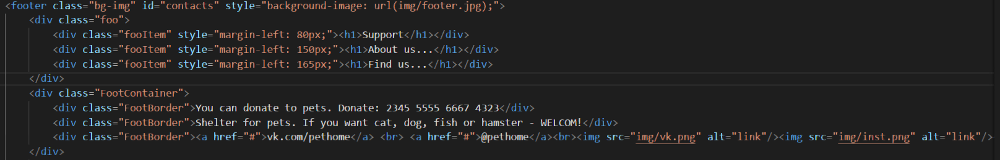 <footer class="bg-img" id="contacts" style="background-image: url(img/footer.jpg);">
<div class="foo">
<div class="fooItem" style="margin-left: 80px;"><h1>Support</h1></div>
<div class="fooItem" style="margin-left: 150px;"><h1>About us...</h1></div>
<div class="fooItem" style="margin-left: 165px;"><h1>Find us...</h1></div>
</div>
<div class="FootContainer">
<div class="FootBorder">You can donate to pets. Donate: 2345 5555 6667 4323</div>
<div class="FootBorder">Shelter for pets. If you want cat, dog, fish or hamster - WELCOM!</div>
<div class="FootBorder"><a href="#">vk.com/pethome</a> <br> <a href="#">@pethome</a><br><img src="img/vk.png" alt="link"/><img src="img/inst.png" alt="link"/>
</div>